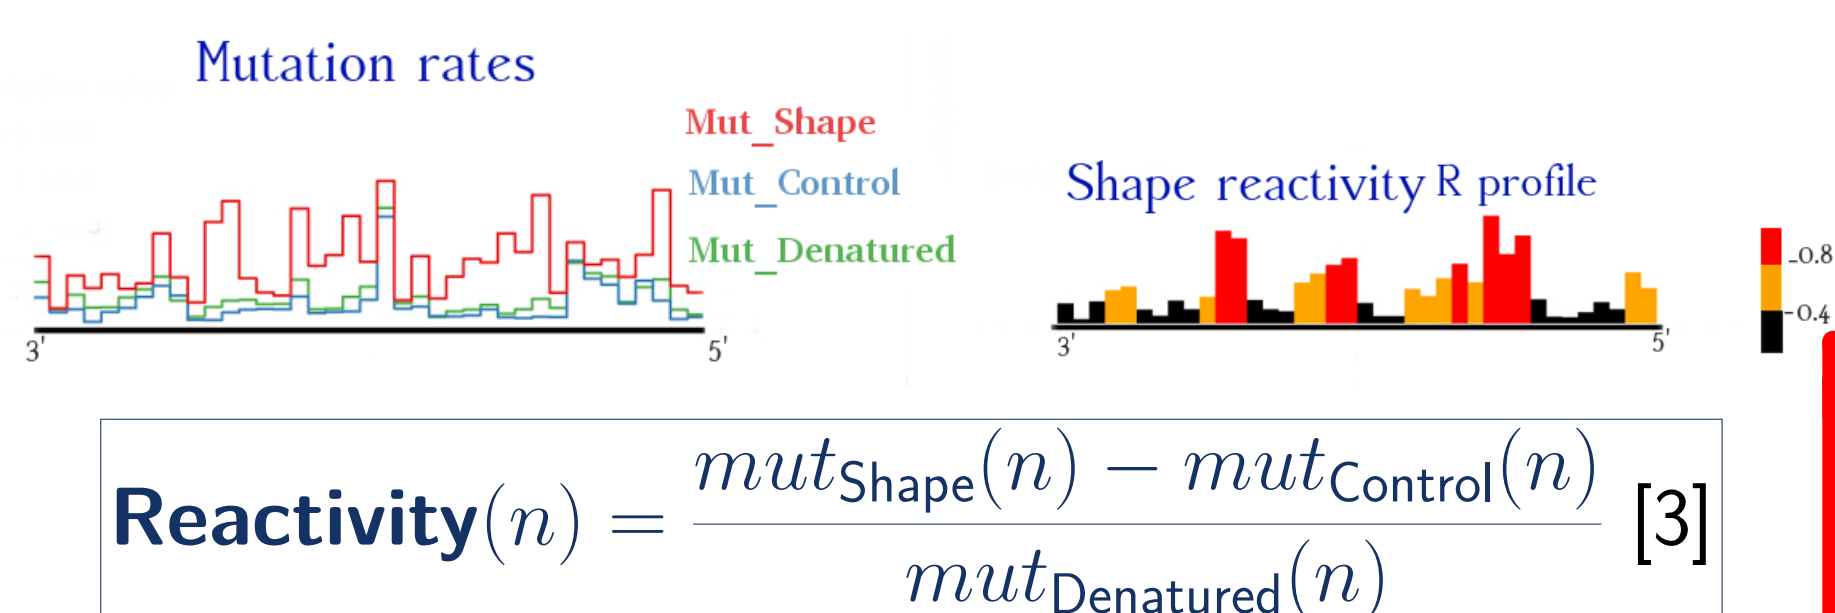 Mutation rates
Mut_Shape
Mut_Control
Mut_Denatured
3'
5'
Shape reactivity R profile
3'
5'
-0.8
-0.4
Reactivity(n) = mut_Shape(n) − mut_Control(n) / mut_Denatured(n) [3]